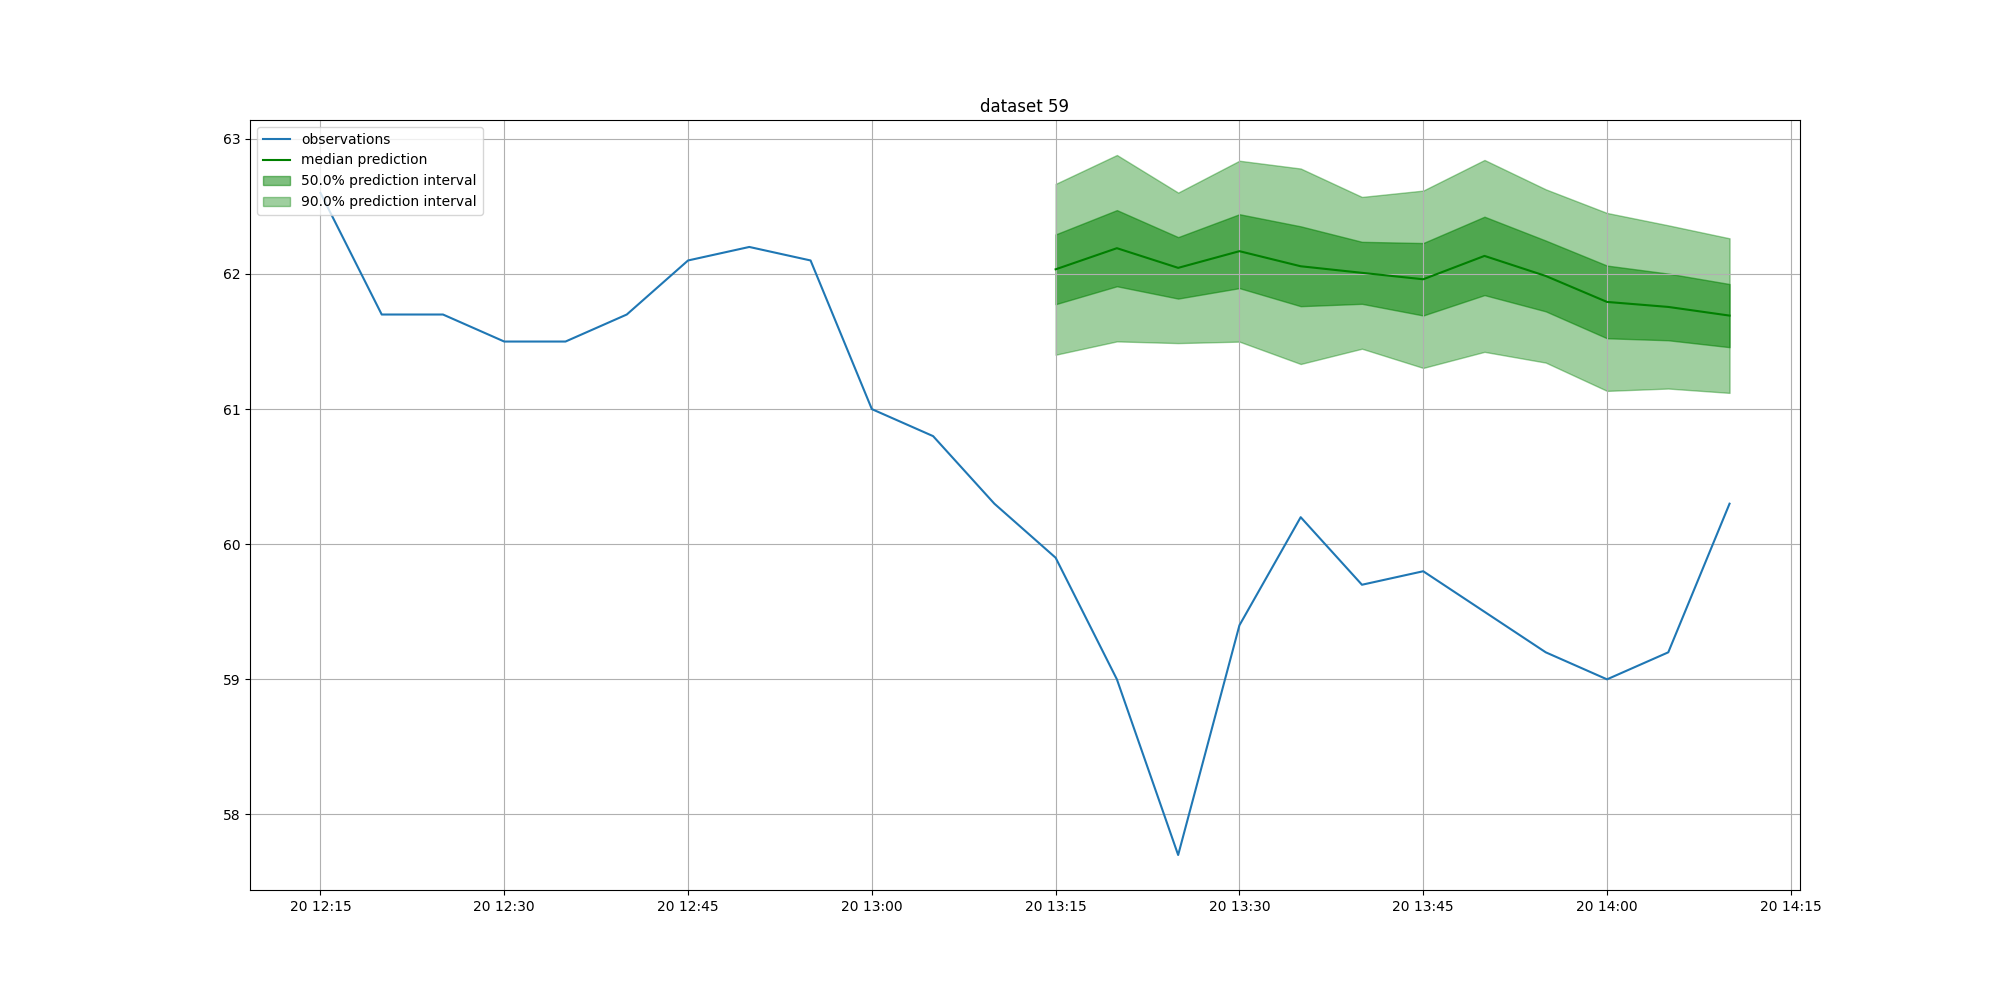 dataset 59
63
observations
median prediction
50.0% prediction interval
90.0% prediction interval
62
61
60
59
58
20 12:15 20 12:30 20 12:45 20 13:00 20 13:15 20 13:30 20 13:45 20 14:00 20 14:15